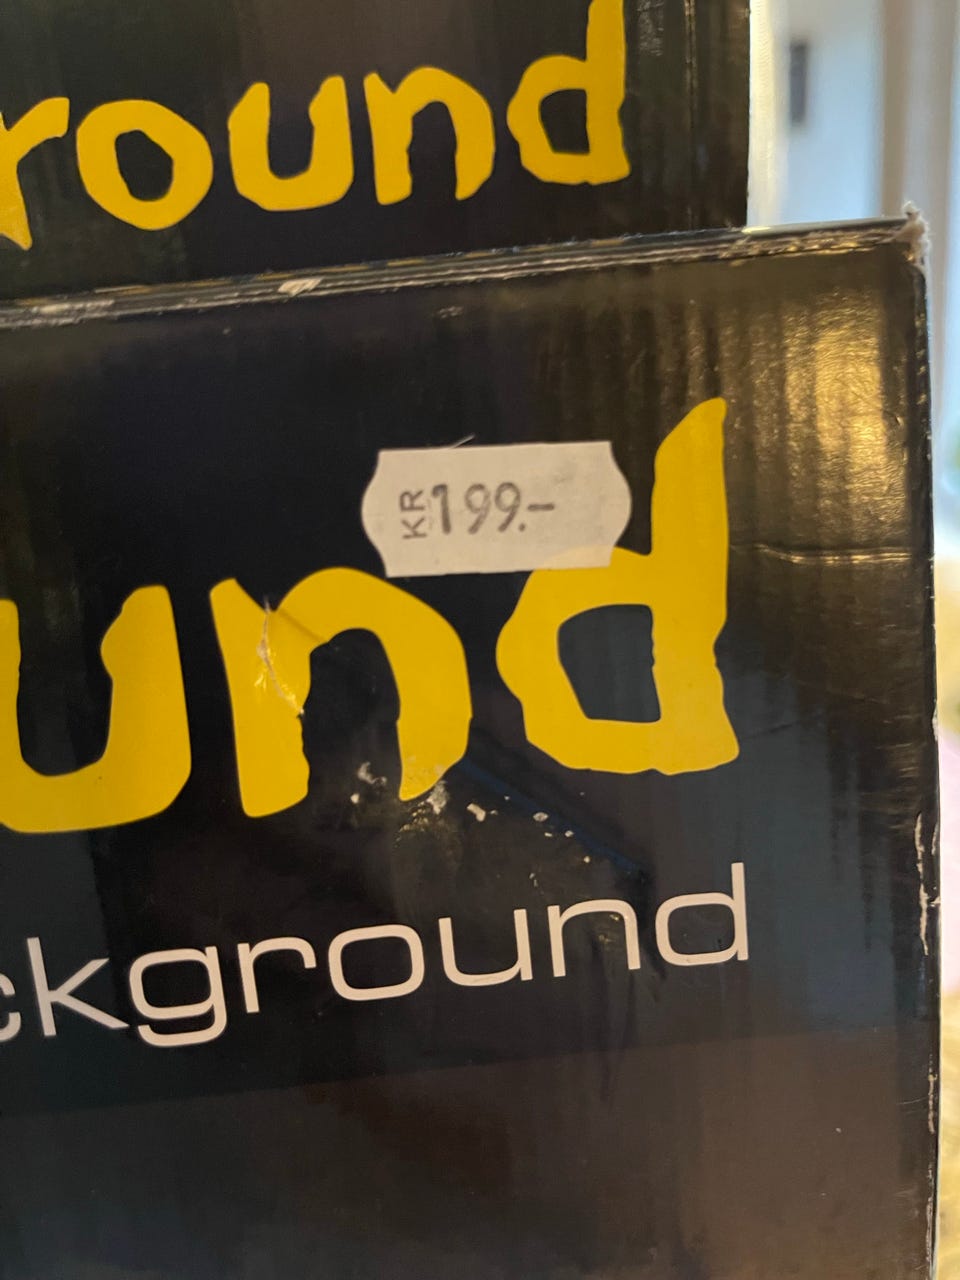 round
KR 199.-
und
ckground